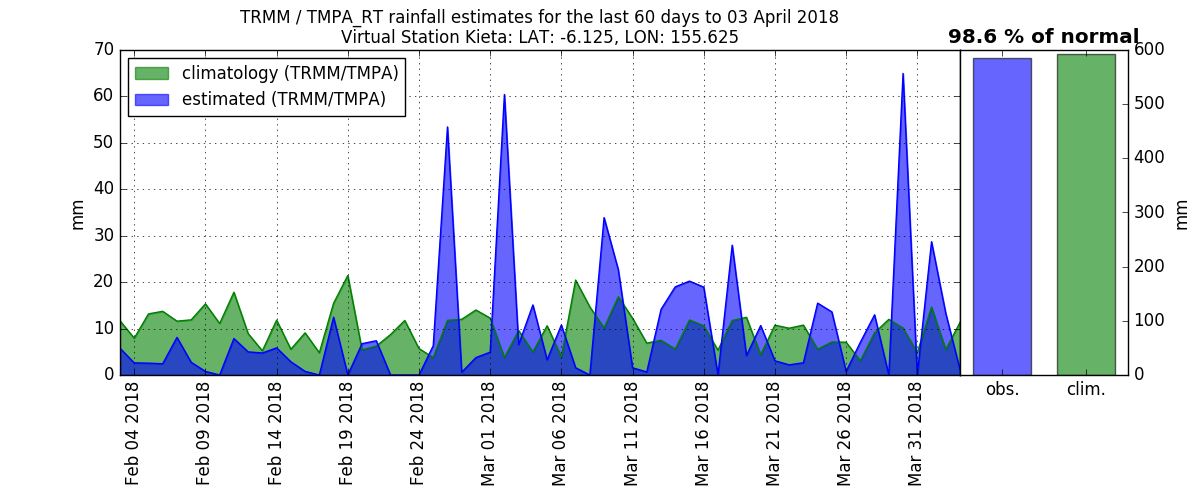 TRMM / TMPA_RT rainfall estimates for the last 60 days to 03 April 2018
Virtual Station Kieta: LAT: -6.125, LON: 155.625
98.6 % of normal
climatology (TRMM/TMPA)
estimated (TRMM/TMPA)
70
60
50
40
30
20
10
0
mm
Feb 04 2018
Feb 09 2018
Feb 14 2018
Feb 19 2018
Feb 24 2018
Mar 01 2018
Mar 06 2018
Mar 11 2018
Mar 16 2018
Mar 21 2018
Mar 26 2018
Mar 31 2018
obs.
clim.
600
500
400
300
200
100
0
mm